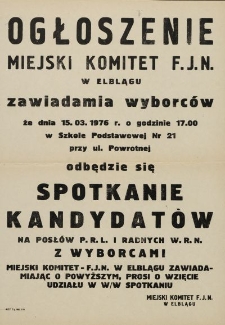 OGŁOSZENIE
MIEJSKI KOMITET F.J.N.
W ELBLĄGU
zawiadamia wyborców
że dnia 15.03.1976 r. o godzinie 17.00
w Szkole Podstawowej Nr 21
przy ul. Powrotnej
odbędzie się
SPOTKANIE
KANDYDATÓW
NA POSŁÓW P.R.L. I RADNYCH W.R.N.
Z WYBORCAMI
MIEJSKI KOMITET - F.J.N. W ELBLĄGU ZAWIADA-
MIAJĄC O POWYŻSZYM, PROSI O WZIĘCIE
UDZIAŁU W W/W SPOTKANIU
MIEJSKI KOMITET F.J.N.
W ELBLĄGU